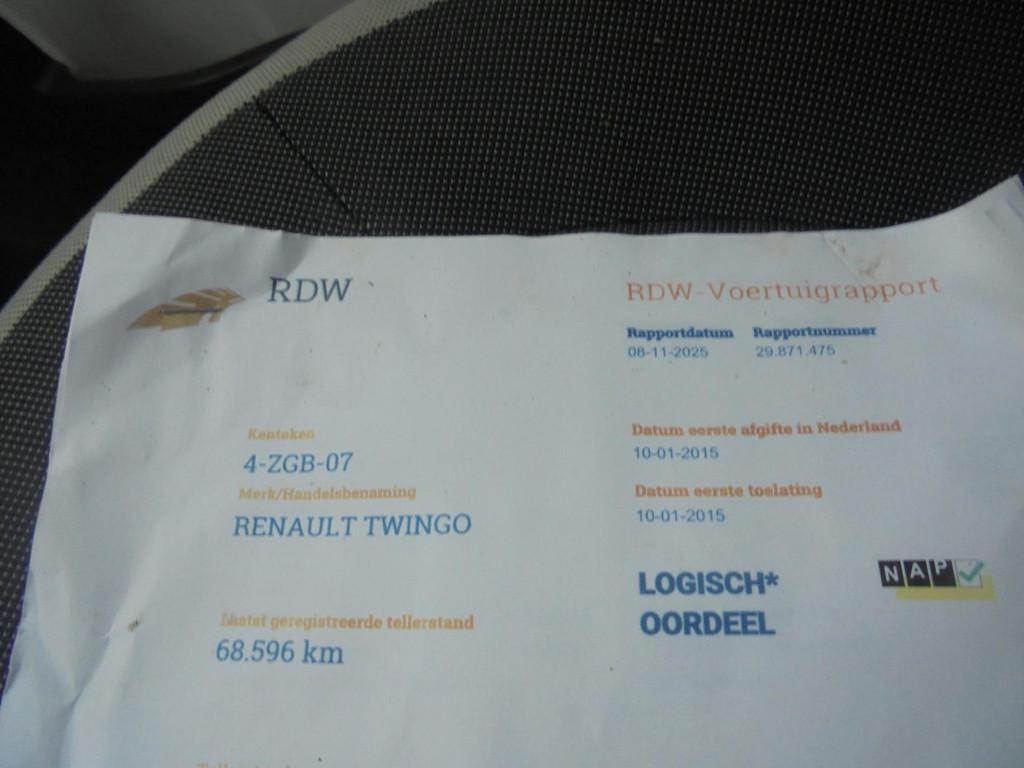 RDW
RDW-Voertuigrapport
Rapportdatum Rapportnummer
08-11-2025 29.871.475
Kenteken
4-ZGB-07
Merk/Handelsbenaming
RENAULT TWINGO
Laatst geregistreerde tellerstand
68.596 km
Datum eerste afgifte in Nederland
10-01-2015
Datum eerste toelating
10-01-2015
LOGISCH*
OORDEEL
NAP